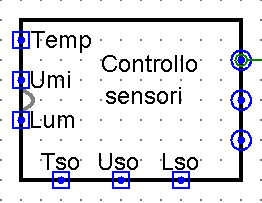 Temp
Controllo
Umi
sensori
Lum
Tso Uso Lso